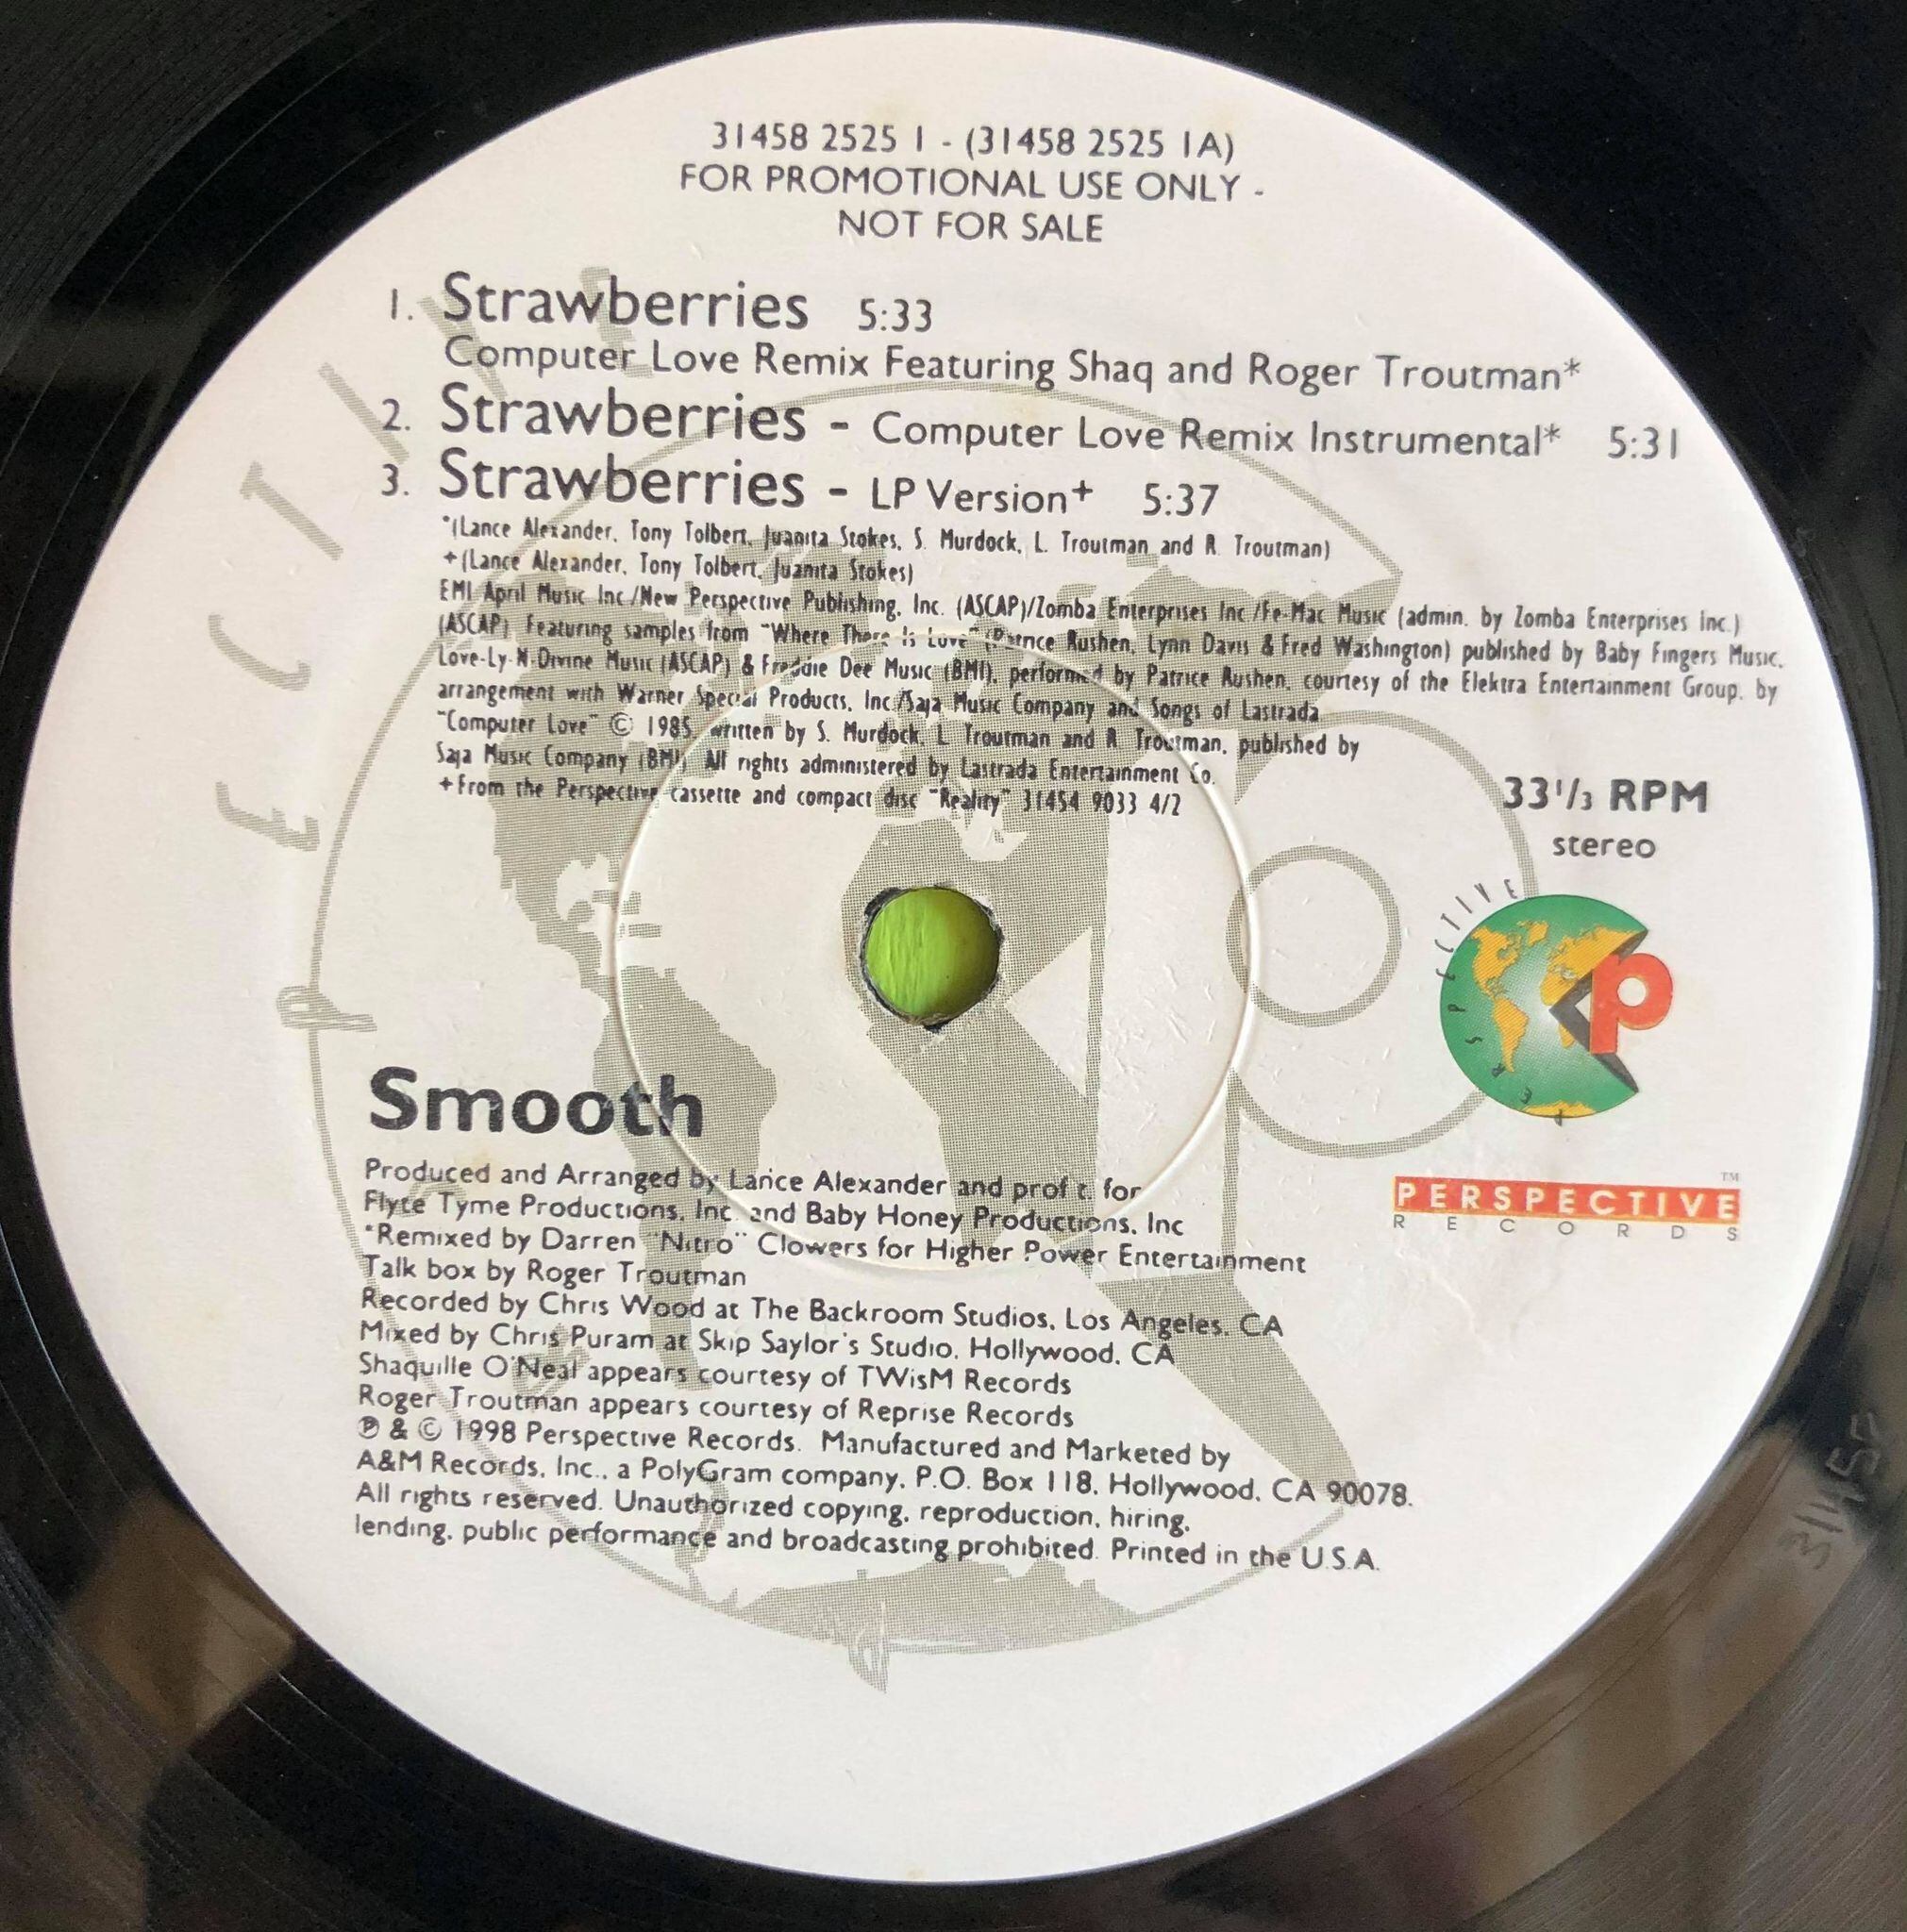 31458 2525 1 - (31458 2525 1A)
FOR PROMOTIONAL USE ONLY -
NOT FOR SALE
1. Strawberries 5:33
Computer Love Remix Featuring Shaq and Roger Troutman*
2. Strawberries - Computer Love Remix Instrumental* 5:31
3. Strawberries - LP Version+ 5:37
*(Lance Alexander, Tony Tolbert, Juanita Stokes, S. Murdock, L. Troutman and R. Troutman)
+(Lance Alexander, Tony Tolbert, Juanita Stokes)
EMI April Music Inc/New Perspective Publishing, Inc. (ASCAP)/Zomba Enterprises Inc/Fe-Mac Music (admin. by Zomba Enterprises Inc.)
(ASCAP) Featuring samples from "Where There Is Love" (Patrice Rushen, Lynn Davis & Fred Washington) published by Baby Fingers Music,
Love-Ly-N-Divine Music (ASCAP) & Freddie Dee Music (BMI), performed by Patrice Rushen, courtesy of the Elektra Entertainment Group, by
arrangement with Warner Special Products, Inc/Saja Music Company and Songs of Lastrada
"Computer Love" © 1985, written by S. Murdock, L. Troutman and R. Troutman, published by
Saja Music Company (BMI) All rights administered by Lastrada Entertainment Co.
+From the Perspective cassette and compact disc "Reality" 31454 9033 4/2
33 1/3 RPM
stereo
PERSPECTIVE
P
PERSPECTIVE™
RECORDS
Smooth
Produced and Arranged by Lance Alexander and prof t. for
Flyte Tyme Productions, Inc. and Baby Honey Productions, Inc
*Remixed by Darren "Nitro" Clowers for Higher Power Entertainment
Talk box by Roger Troutman
Recorded by Chris Wood at The Backroom Studios, Los Angeles, CA
Mixed by Chris Puram at Skip Saylor's Studio, Hollywood, CA
Shaquille O'Neal appears courtesy of TWisM Records
Roger Troutman appears courtesy of Reprise Records
℗ & © 1998 Perspective Records. Manufactured and Marketed by
A&M Records, Inc., a PolyGram company, P.O. Box 118, Hollywood, CA 90078.
All rights reserved. Unauthorized copying, reproduction, hiring,
lending, public performance and broadcasting prohibited. Printed in the U.S.A.